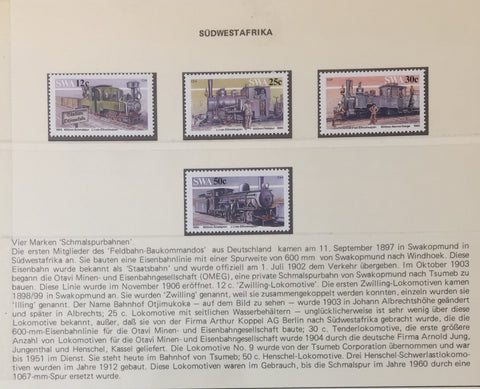 SÜDWESTAFRIKA
12c
SWA 25c
SWA 30c
SWA 50c
Vier Marken 'Schmalspurbahnen'
Die ersten Mitglieder des 'Feldbahn-Baukommandos' aus Deutschland kamen am 11. September 1897 in Swakopmund in
Südwestafrika an. Sie bauten eine Eisenbahnlinie mit einer Spurweite von 600 mm von Swakopmund nach Windhoek. Diese
Eisenbahn wurde bekannt als 'Staatsbahn' und wurde offiziell am 1. Juli 1902 dem Verkehr übergeben. Im Oktober 1903
begann die Otavi Minen- und Eisenbahngesellschaft (OMEG), eine private Schmalspurbahn von Swakopmund nach Tsumeb zu
bauen. Diese Linie wurde im November 1906 eröffnet. 12 c. 'Zwilling-Lokomotive'. Die ersten Zwilling-Lokomotiven kamen
1898/99 in Swakopmund an. Sie wurden 'Zwilling' genannt, weil sie zusammengekoppelt werden konnten, einzeln wurden sie
'Illing' genannt. Der Name Bahnhof Otjimukoka — auf dem Bild zu sehen — wurde 1903 in Johann Albrechtshöhe geändert
und später in Albrechts; 25 c. Lokomotive mit seitlichen Wasserbehältern — unglücklicherweise ist sehr wenig über diese
Lokomotive bekannt, außer, daß sie von der Firma Arthur Koppel AG Berlin nach Südwestafrika gebracht wurde, die die
600-mm-Eisenbahnlinie für die Otavi Minen- und Eisenbahngesellschaft baute; 30 c. Tenderlokomotive, die erste größere
Anzahl von Lokomotiven für die Otavi Minen- und Eisenbahngesellschaft wurde 1904 durch die deutsche Firma Arnold Jung,
Jungenthal und Henschel, Kassel geliefert. Die Lokomotive No. 9 wurde von der Tsumeb Corporation übernommen und war
bis 1951 im Dienst. Sie steht heute im Bahnhof von Tsumeb; 50 c. Henschel-Lokomotive. Drei Henschel-Schwerlastlokomo-
tiven wurden im Jahre 1912 gebaut. Diese Lokomotiven waren im Gebrauch, bis die Schmalspur im Jahre 1960 durch eine
1067-mm-Spur ersetzt wurde.